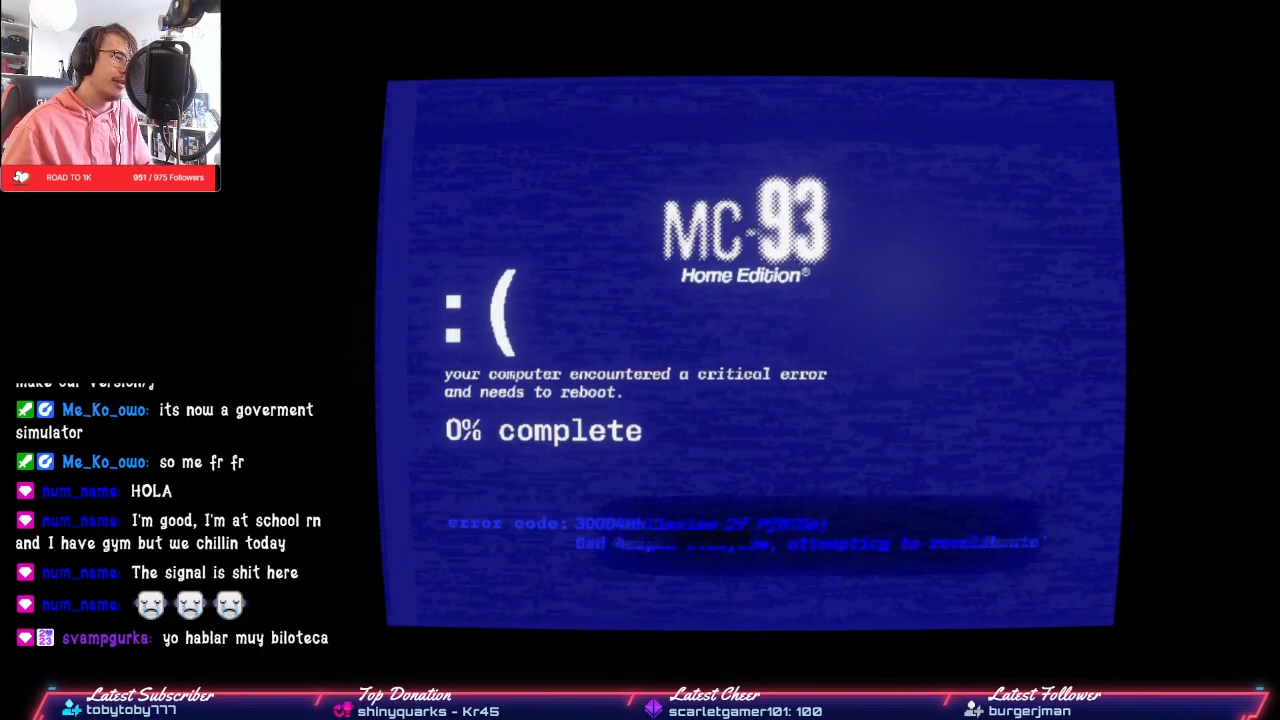 ROAD TO 1K 951 / 975 Followers
MC-93
Home Edition®
:(
your computer encountered a critical error
and needs to reboot.
0% complete
error code:
Me_Ko_owo: its now a goverment
simulator
Me_Ko_owo: so me fr fr
num_name: HOLA
num_name: I'm good, I'm at school rn
and I have gym but we chillin today
num_name: The signal is shit here
num_name:
svampgurka: yo hablar muy biloteca
Latest Subscriber
tobytoby777
Top Donation
shinyquarks - Kr45
Latest Cheer
scarletgamer101: 100
Latest Follower
burgerjman